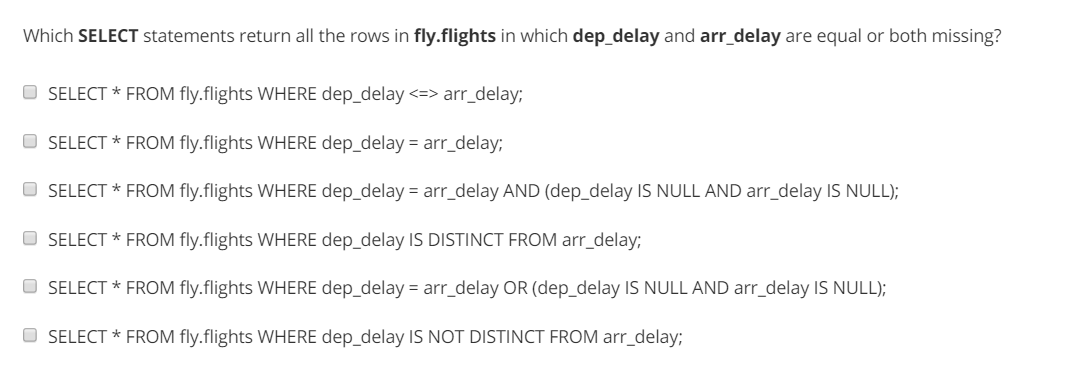 Which SELECT statements return all the rows in fly.flights in which dep_delay and arr_delay are equal or both missing?
SELECT * FROM fly.flights WHERE dep_delay <=> arr_delay;
SELECT * FROM fly.flights WHERE dep_delay = arr_delay;
SELECT * FROM fly.flights WHERE dep_delay = arr_delay AND (dep_delay IS NULL AND arr_delay IS NULL);
SELECT * FROM fly.flights WHERE dep_delay IS DISTINCT FROM arr_delay;
SELECT * FROM fly.flights WHERE dep_delay = arr_delay OR (dep_delay IS NULL AND arr_delay IS NULL);
SELECT * FROM fly.flights WHERE dep_delay IS NOT DISTINCT FROM arr_delay;